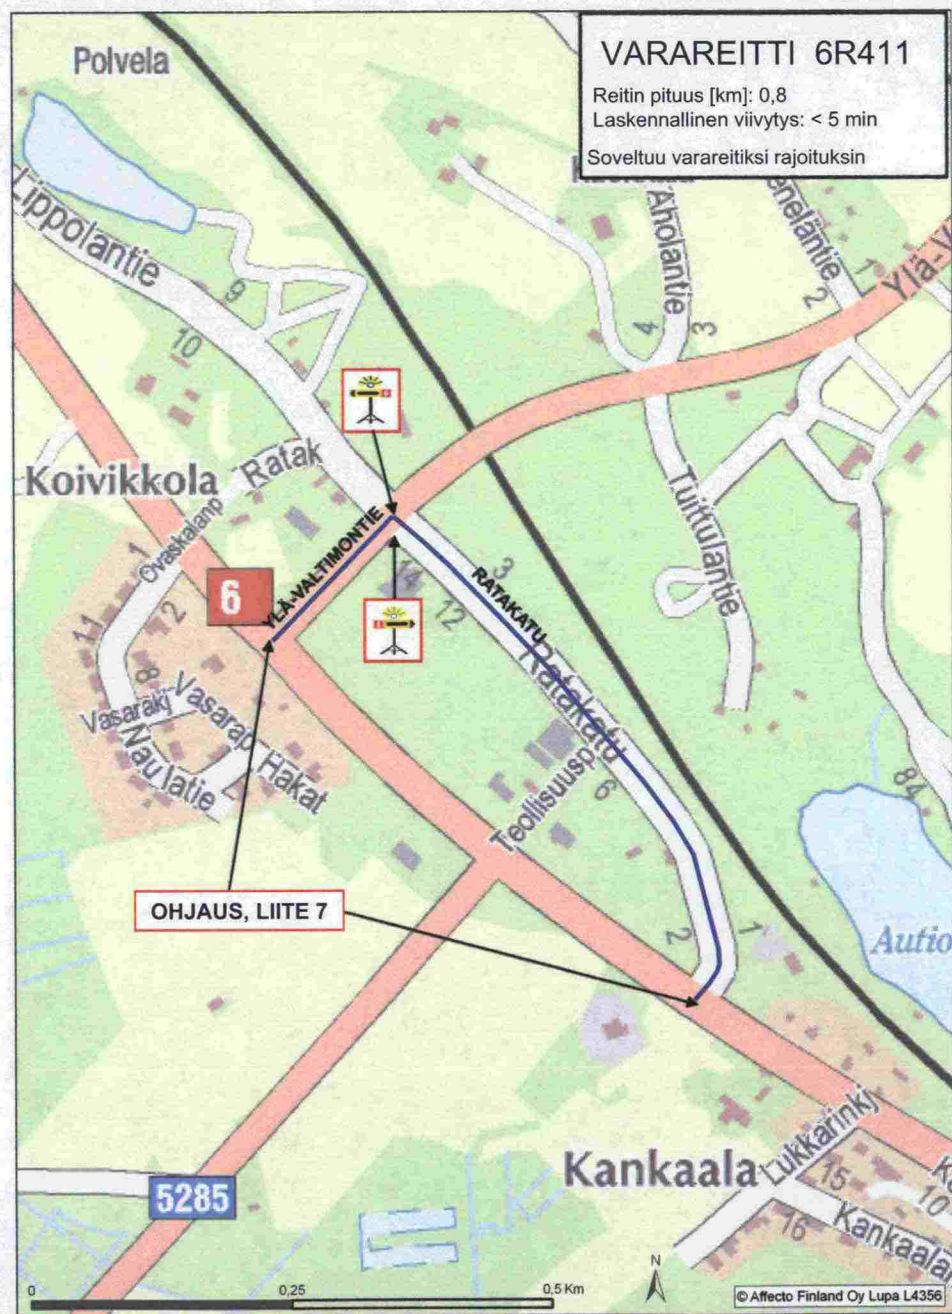 VARAREITTI 6R411
Reitin pituus [km]: 0,8
Laskennallinen viivytys: < 5 min
Soveltuu varareitiksi rajoituksin
Polvela
Lippolantie
9
10
Aholantie
4
3
2
1
Koivikkola
Ratak
Ovaskalanp
1
2
11
8
6
YLÄ-VALTIMONTIE
RATAKATU
3
14
12
Ratakatu
Tuittulantie
Vasarakj
Vasarap
Naulatie
Hakat
Teollisuusp
6
84
OHJAUS, LIITE 7
2
1
Autio
5285
Kankaala
Lukkarinkj
15
10
16
Kankaala
N
0
0,25
0,5 Km
© Affecto Finland Oy Lupa L4356